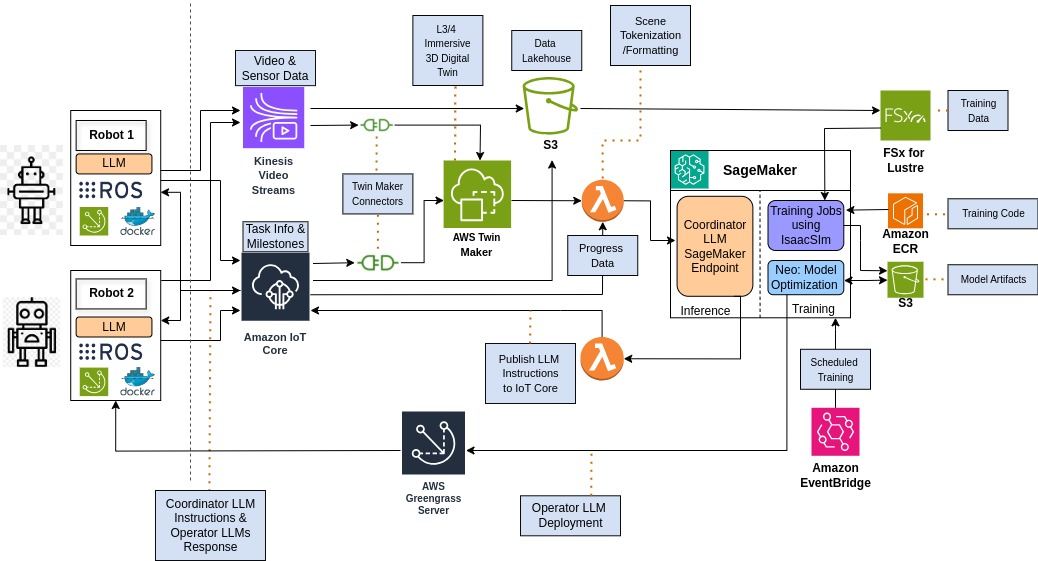 L3/4
Immersive
3D Digital
Twin
Scene
Tokenization
/Formatting
Data
Lakehouse
Video &
Sensor Data
S3
FSx
FSx for
Lustre
Training
Data
Robot 1
LLM
ROS
docker
Kinesis
Video
Streams
Twin Maker
Connectors
AWS Twin
Maker
SageMaker
Coordinator
LLM
SageMaker
Endpoint
Training Jobs
using
IsaacSIm
Neo: Model
Optimization
Inference
Training
Amazon
ECR
Training Code
S3
Model Artifacts
Task Info &
Milestones
Progress
Data
Robot 2
LLM
ROS
docker
Amazon IoT
Core
Publish LLM
Instructions
to IoT Core
Scheduled
Training
Amazon
EventBridge
AWS
Greengrass
Server
Coordinator LLM
Instructions &
Operator LLMs
Response
Operator LLM
Deployment